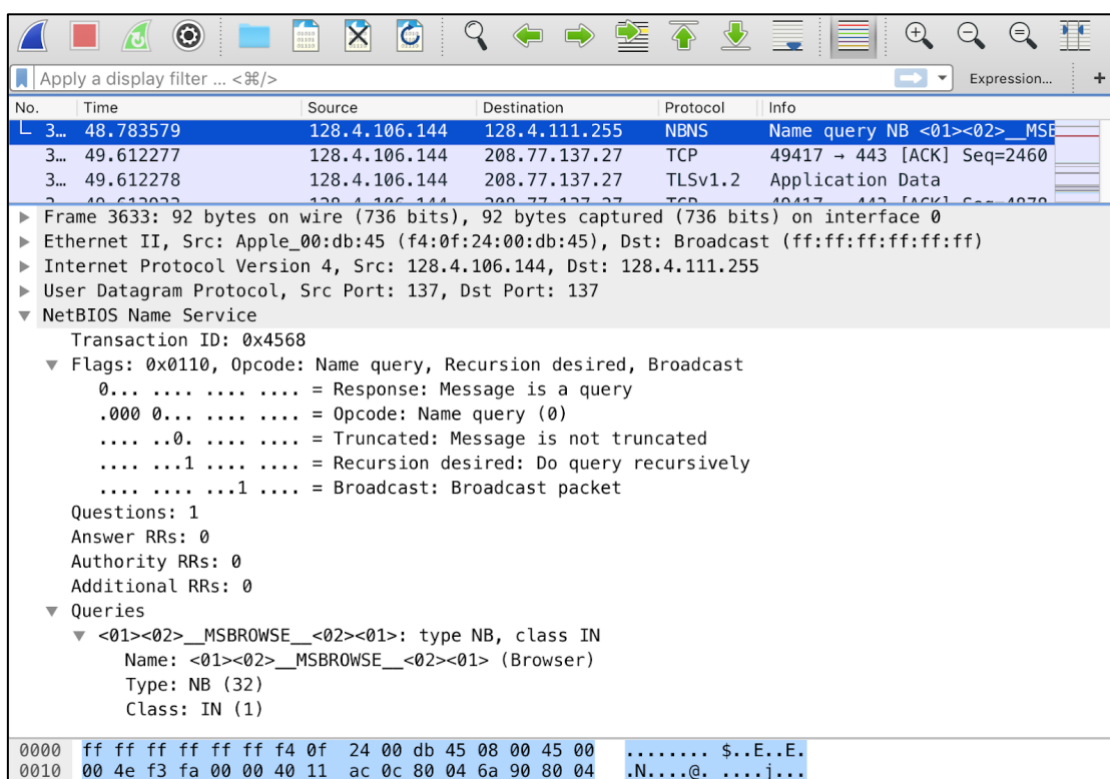 Apply a display filter ... <⌘/>
Expression...
+
No. Time Source Destination Protocol Info
3... 48.783579 128.4.106.144 128.4.111.255 NBNS Name query NB <01><02>__MSB
3... 49.612277 128.4.106.144 208.77.137.27 TCP 49417 → 443 [ACK] Seq=2460
3... 49.612278 128.4.106.144 208.77.137.27 TLSv1.2 Application Data
Frame 3633: 92 bytes on wire (736 bits), 92 bytes captured (736 bits) on interface 0
Ethernet II, Src: Apple_00:db:45 (f4:0f:24:00:db:45), Dst: Broadcast (ff:ff:ff:ff:ff:ff)
Internet Protocol Version 4, Src: 128.4.106.144, Dst: 128.4.111.255
User Datagram Protocol, Src Port: 137, Dst Port: 137
NetBIOS Name Service
Transaction ID: 0x4568
Flags: 0x0110, Opcode: Name query, Recursion desired, Broadcast
0... .... .... .... = Response: Message is a query
.000 0... .... .... = Opcode: Name query (0)
.... ..0. .... .... = Truncated: Message is not truncated
.... ...1 .... .... = Recursion desired: Do query recursively
.... .... ...1 .... = Broadcast: Broadcast packet
Questions: 1
Answer RRs: 0
Authority RRs: 0
Additional RRs: 0
Queries
<01><02>__MSBROWSE__<02><01>: type NB, class IN
Name: <01><02>__MSBROWSE__<02><01> (Browser)
Type: NB (32)
Class: IN (1)
0000 ff ff ff ff ff ff f4 0f 24 00 db 45 08 00 45 00 ........ $..E..E.
0010 00 4e f3 fa 00 00 40 11 ac 0c 80 04 6a 90 80 04 .N....@. ....j...